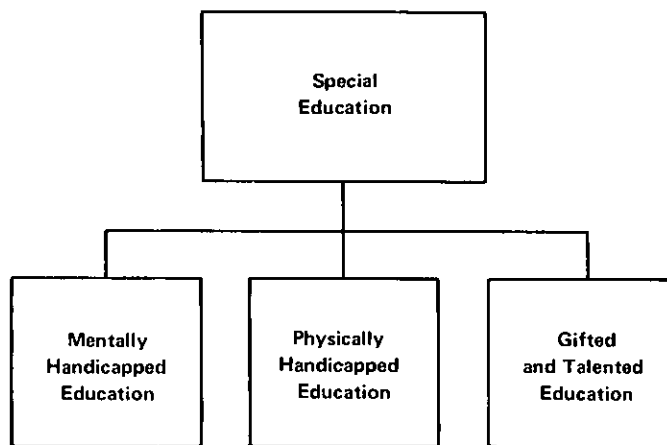 Special
Education
Mentally
Handicapped
Education
Physically
Handicapped
Education
Gifted
and Talented
Education